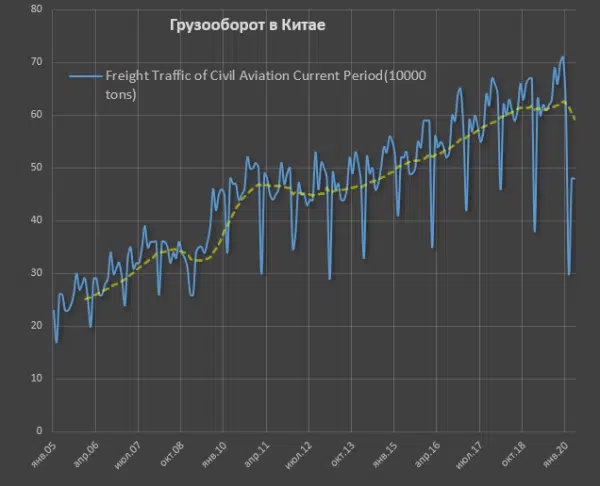 Грузооборот в Китае
Freight Traffic of Civil Aviation Current Period(10000
tons)
80
70
60
50
40
30
20
10
0
янв.05
апр.06
июл.07
окт.08
янв.10
апр.11
июл.12
окт.13
янв.15
апр.16
июл.17
окт.18
янв.20